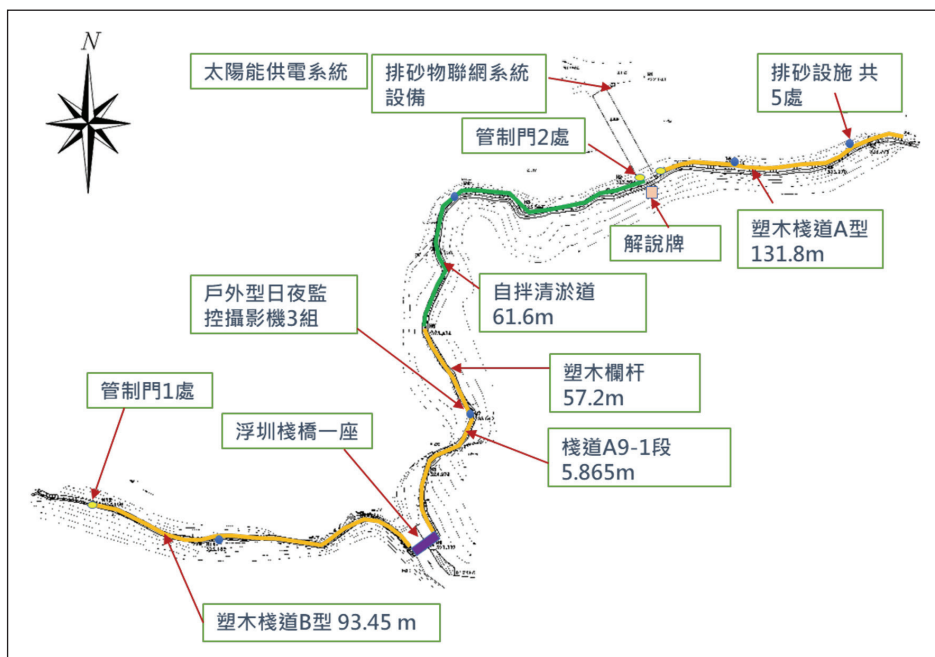 N
太陽能供電系統
排砂物聯網系統
設備
排砂設施 共
5處
管制門2處
解說牌
塑木棧道A型
131.8m
自拌清淤道
61.6m
戶外型日夜監
控攝影機3組
塑木欄杆
57.2m
管制門1處
浮圳棧橋一座
棧道A9-1段
5.865m
塑木棧道B型 93.45 m